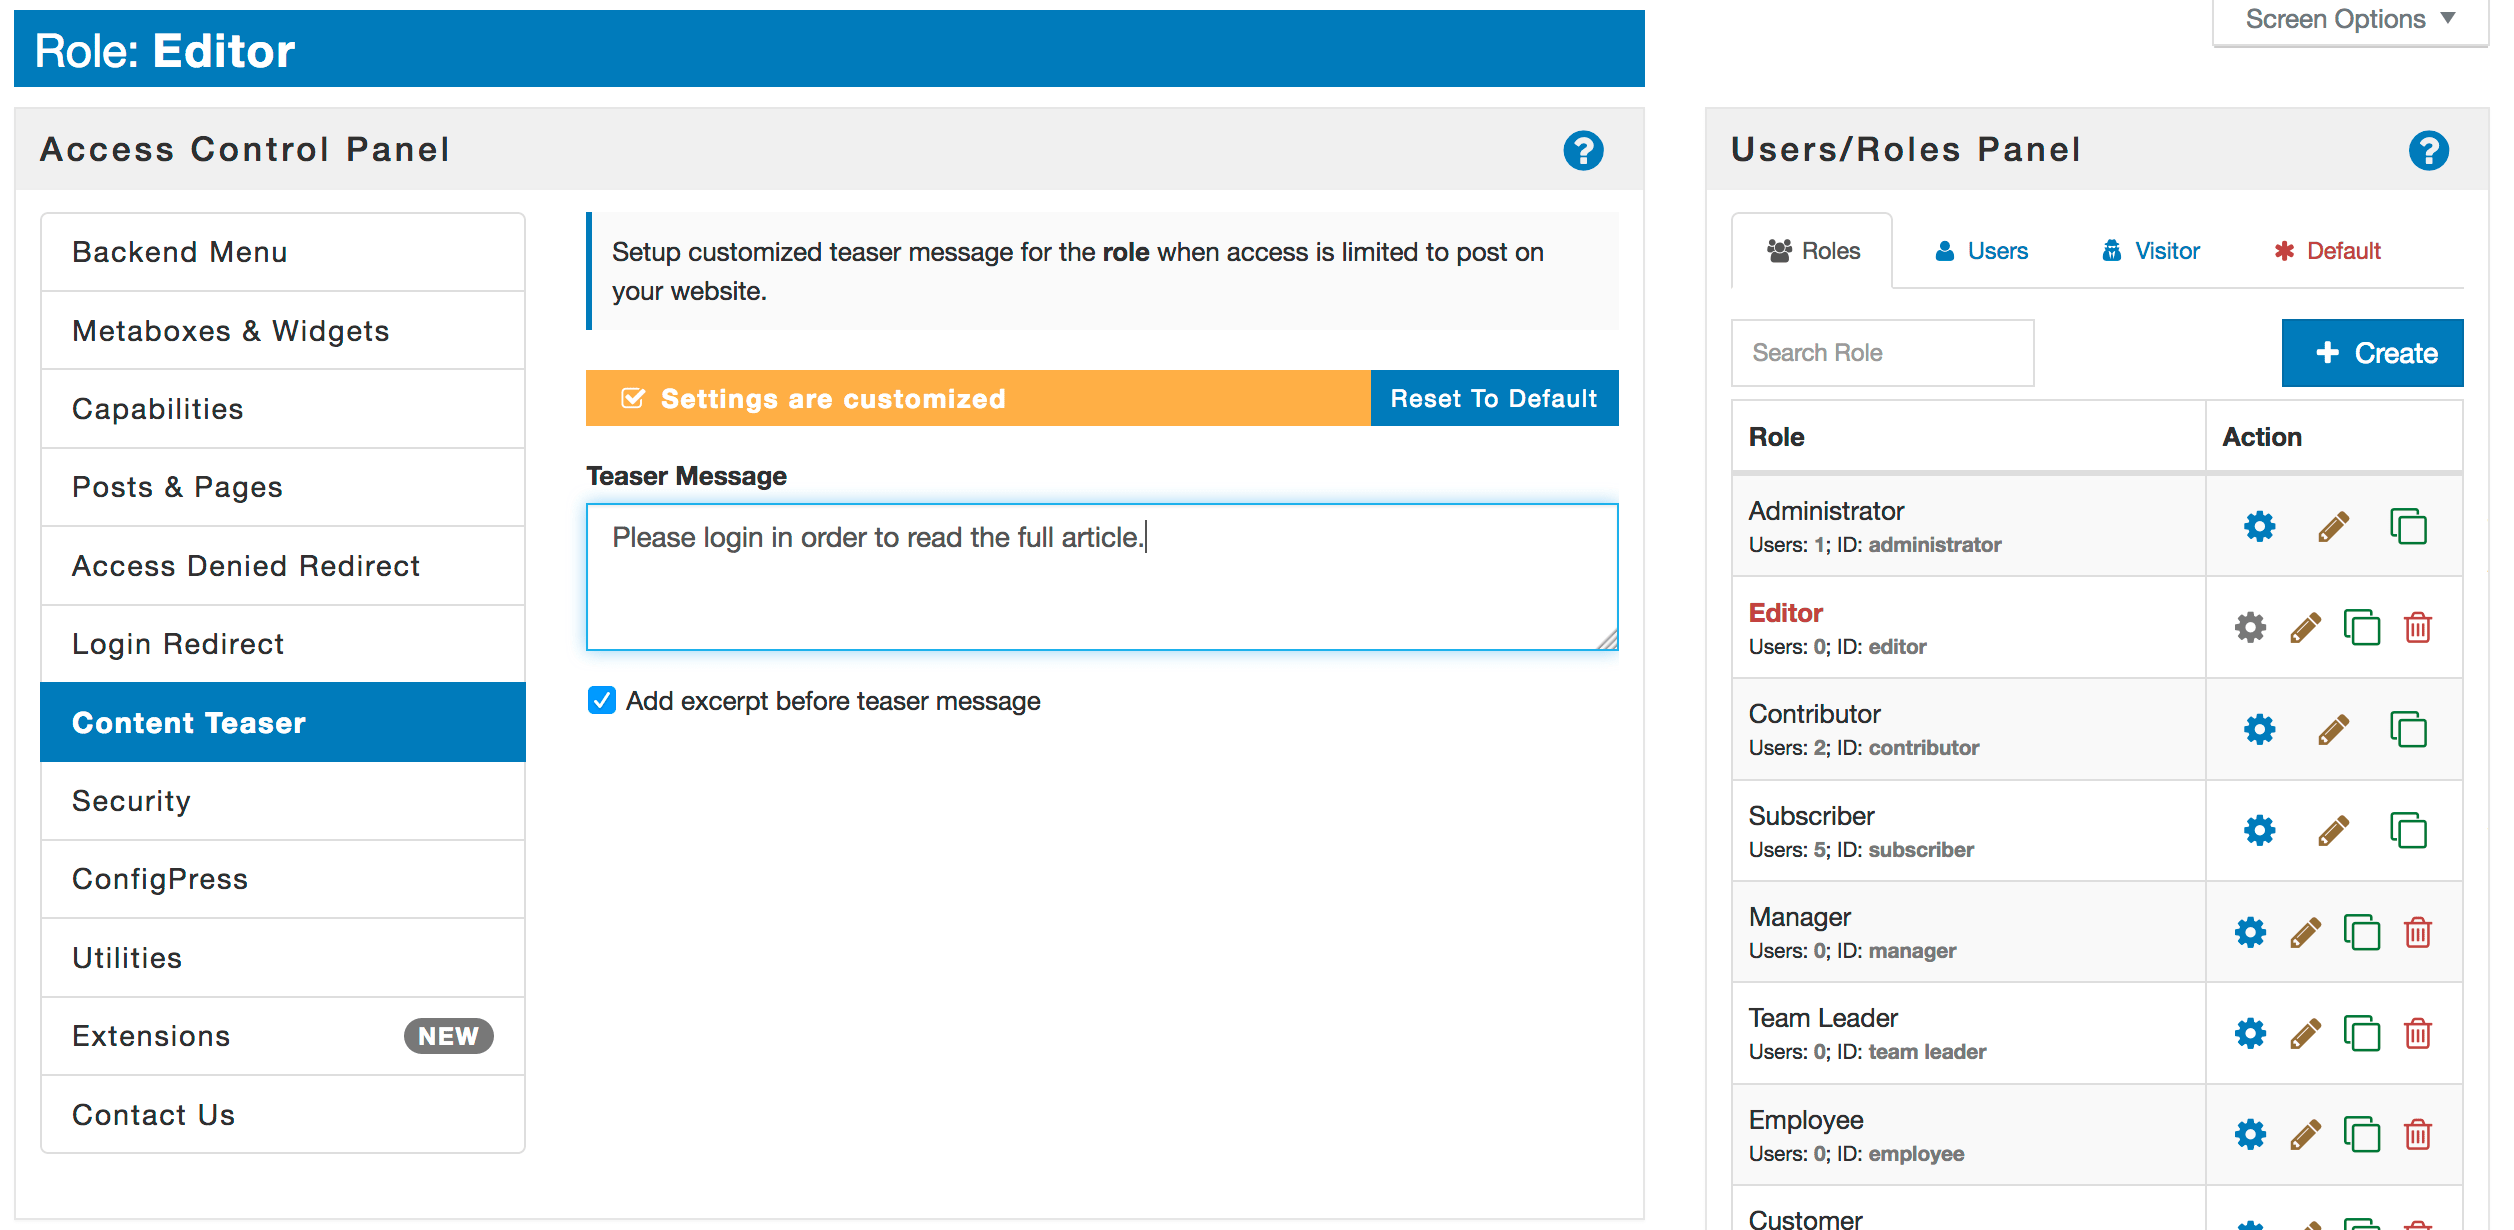 Screen Options
Role: Editor
Access Control Panel
Backend Menu
Metaboxes & Widgets
Capabilities
Posts & Pages
Access Denied Redirect
Login Redirect
Content Teaser
Security
ConfigPress
Utilities
Extensions NEW
Contact Us
Setup customized teaser message for the role when access is limited to post on
your website.
Settings are customized
Reset To Default
Teaser Message
Please login in order to read the full article.
Add excerpt before teaser message
Users/Roles Panel
Roles Users Visitor Default
Search Role
Create
Role Action
Administrator
Users: 1; ID: administrator
Editor
Users: 0; ID: editor
Contributor
Users: 2; ID: contributor
Subscriber
Users: 5; ID: subscriber
Manager
Users: 0; ID: manager
Team Leader
Users: 0; ID: team leader
Employee
Users: 0; ID: employee
Customer